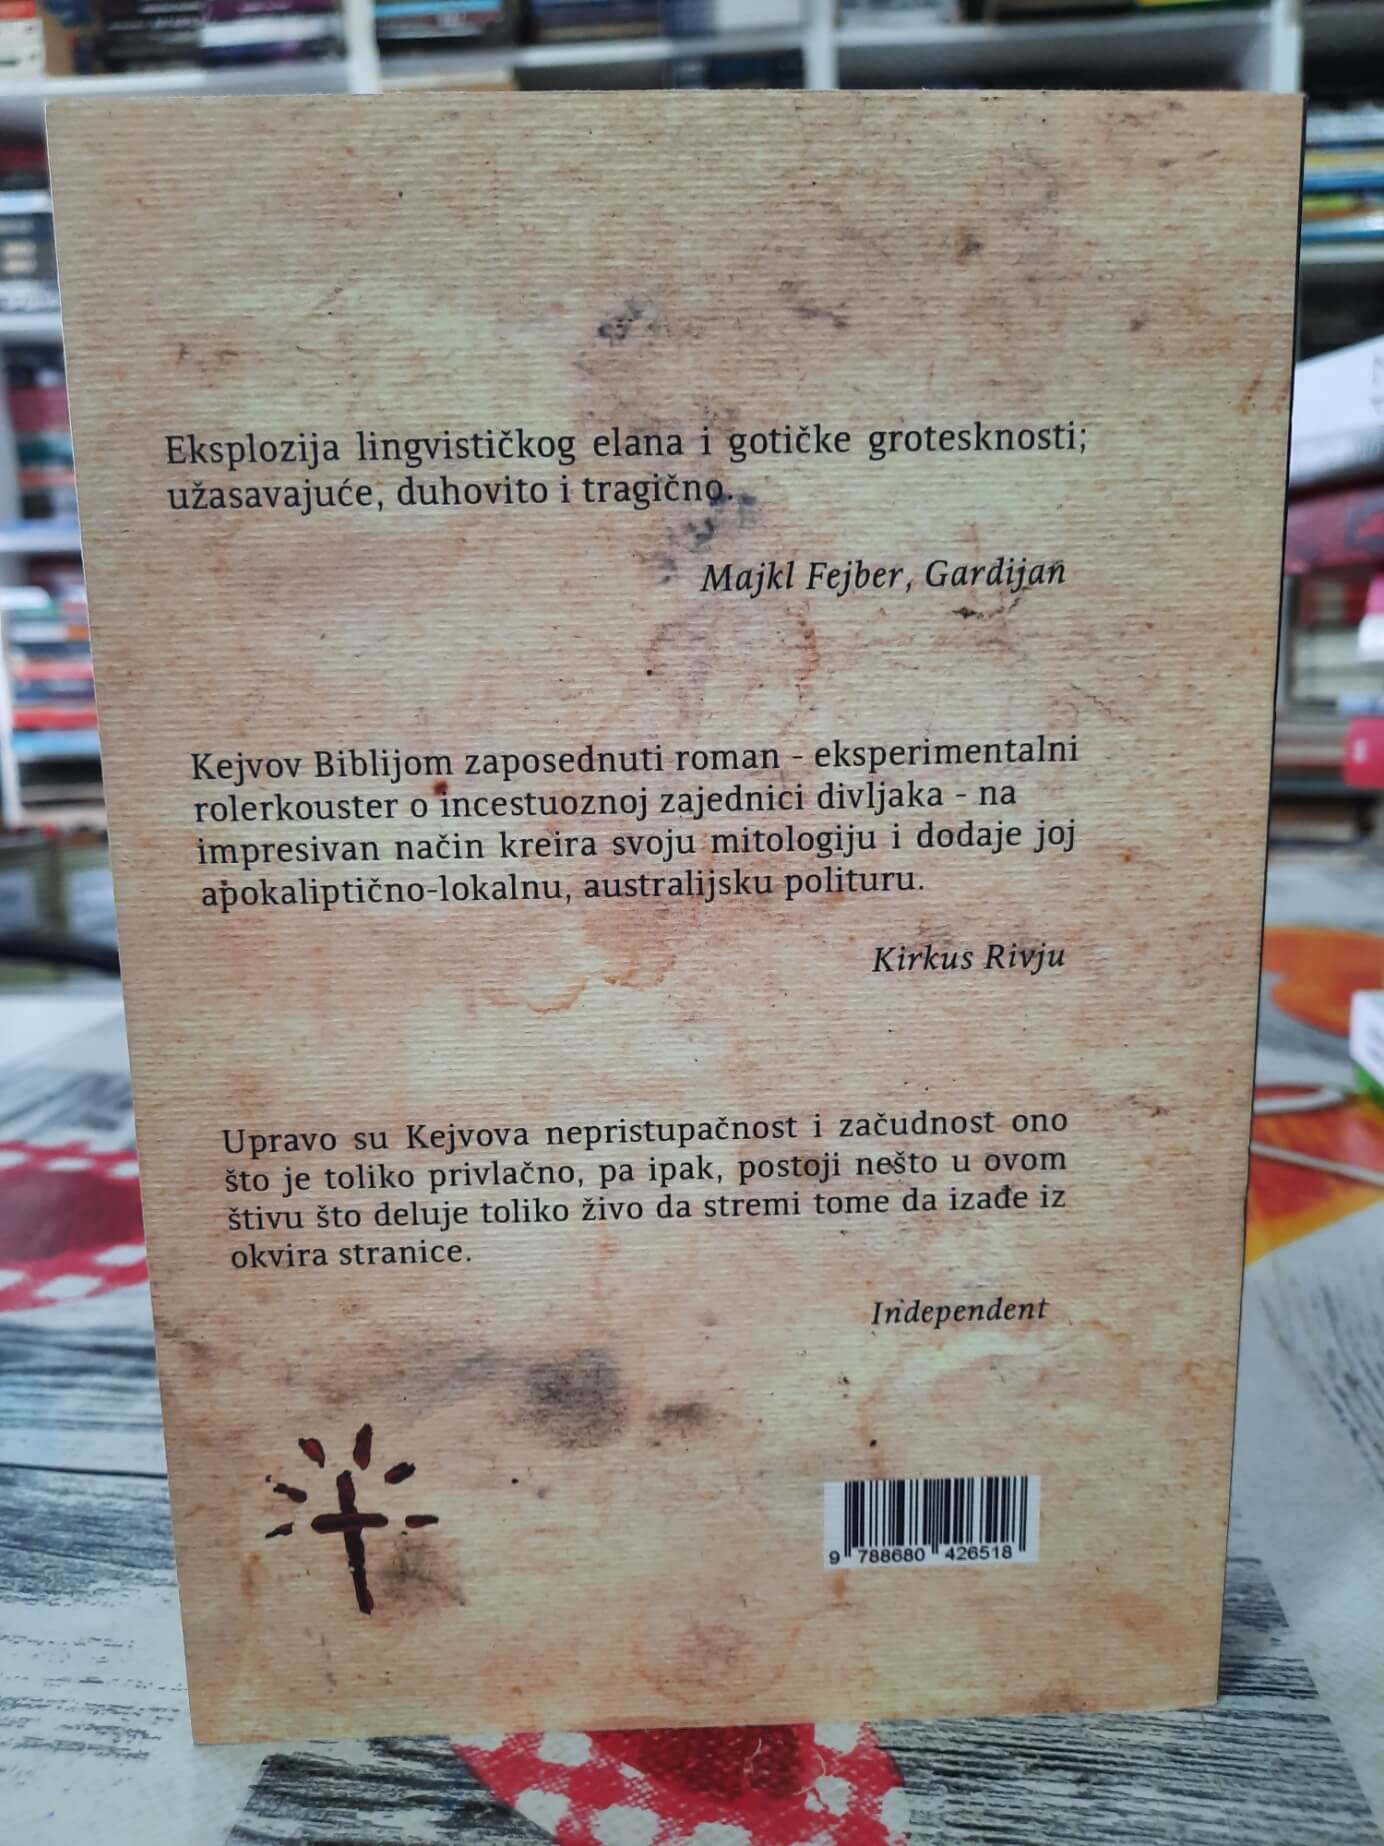 Eksplozija lingvističkog elana i gotičke grotesknosti;
užasavajuće, duhovito i tragično.
Majkl Fejber, Gardijan
Kejvov Biblijom zaposednuti roman - eksperimentalni
rolerkouster o incestuoznoj zajednici divljaka - na
impresivan način kreira svoju mitologiju i dodaje joj
apokaliptično-lokalnu, australijsku polituru.
Kirkus Rivju
Upravo su Kejvova nepristupačnost i začudnost ono
što je toliko privlačno, pa ipak, postoji nešto u ovom
štivu što deluje toliko živo da stremi tome da izađe iz
okvira stranice.
Independent
9 788680 426518